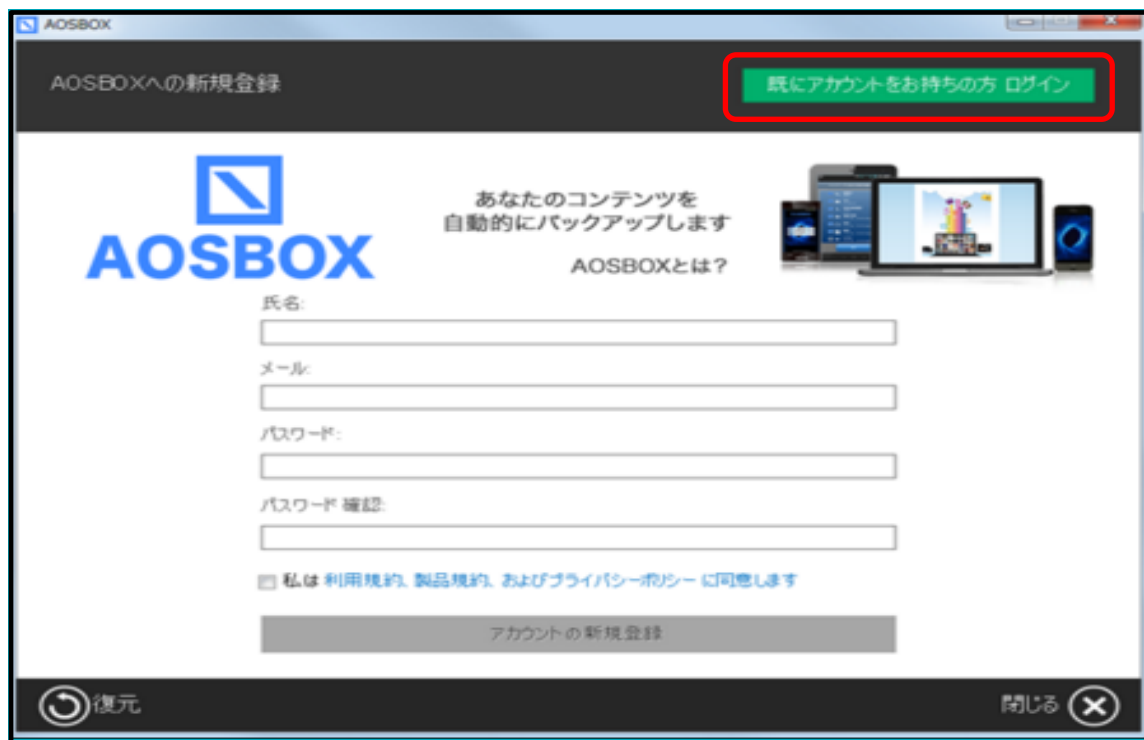 AOSBOX
AOSBOXへの新規登録
既にアカウントをお持ちの方 ログイン
AOSBOX
あなたのコンテンツを
自動的にバックアップします
AOSBOXとは?
氏名:
メール:
パスワード:
パスワード 確認:
私は 利用規約、製品規約、およびプライバシーポリシー に同意します
アカウントの新規登録
復元
閉じる